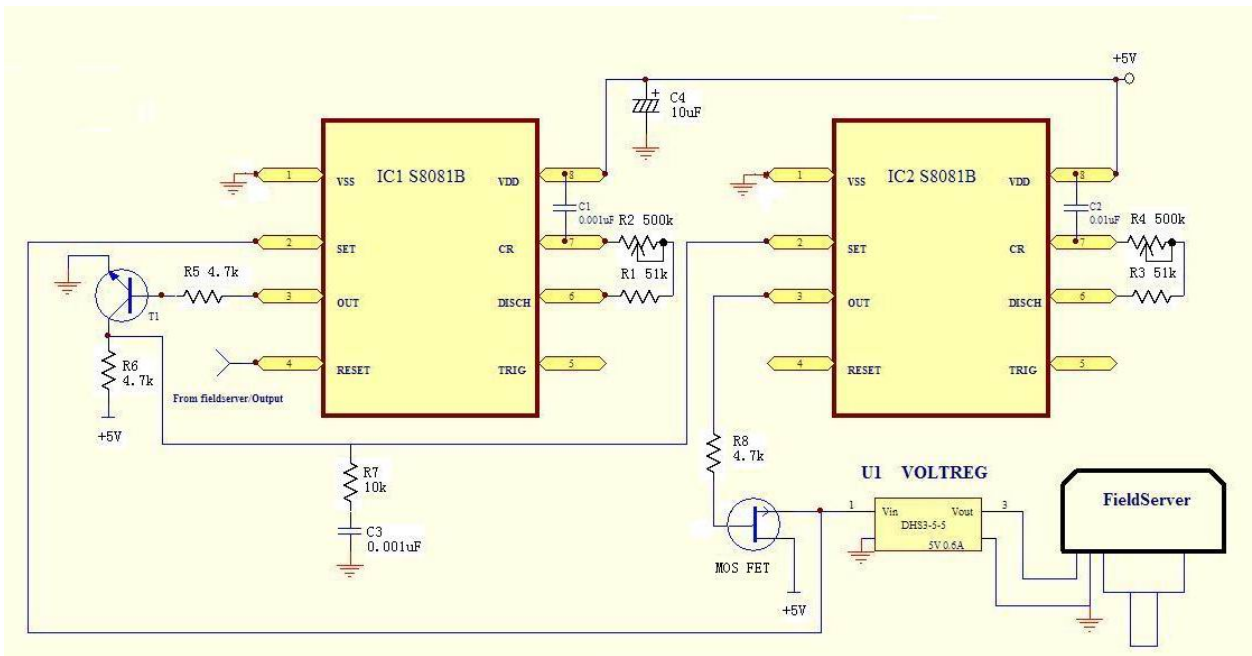 +5V
C4
10uF
IC1 S8081B
1
VSS
VDD
8
C1
0.001uF
2
SET
CR
7
R2 500k
R1 51k
3
OUT
DISCH
6
4
RESET
TRIG
5
IC2 S8081B
1
VSS
VDD
8
C2
0.01uF
2
SET
CR
7
R4 500k
R3 51k
3
OUT
DISCH
6
4
RESET
TRIG
5
R5 4.7k
T1
R6
4.7k
+5V
From fieldserver/Output
R7
10k
C3
0.001uF
R8
4.7k
MOS FET
+5V
U1 VOLTREG
1
Vin
Vout
3
DHS3-5-5
5V 0.6A
FieldServer